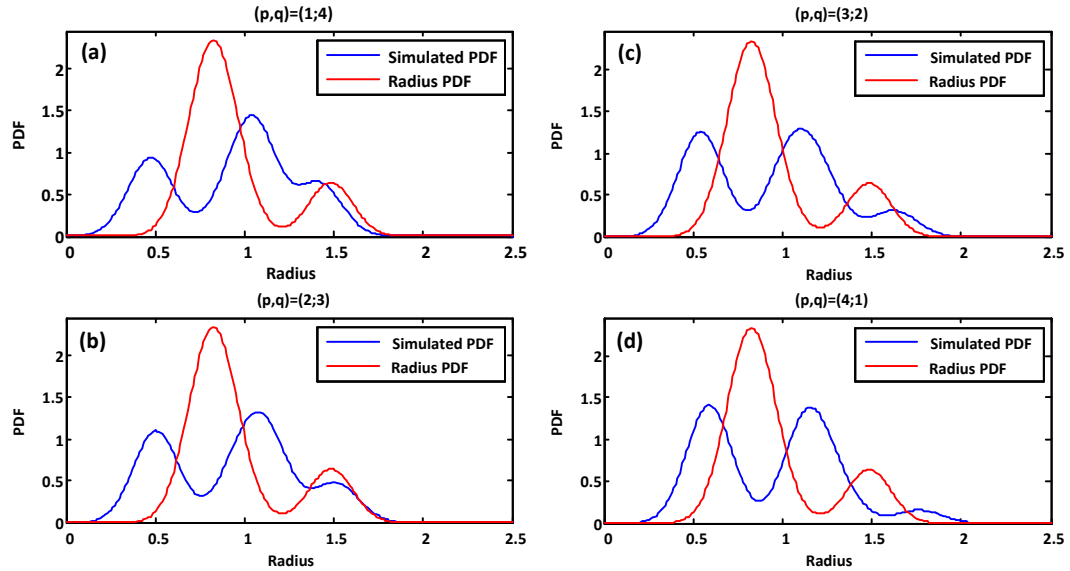 (p,q)=(1;4)
(a)
Simulated PDF
Radius PDF
PDF
2
1.5
1
0.5
0
0 0.5 1 1.5 2 2.5
Radius
(p,q)=(3;2)
(c)
Simulated PDF
Radius PDF
PDF
2
1.5
1
0.5
0
0 0.5 1 1.5 2 2.5
Radius
(p,q)=(2;3)
(b)
Simulated PDF
Radius PDF
PDF
2
1.5
1
0.5
0
0 0.5 1 1.5 2 2.5
Radius
(p,q)=(4;1)
(d)
Simulated PDF
Radius PDF
PDF
2
1.5
1
0.5
0
0 0.5 1 1.5 2 2.5
Radius